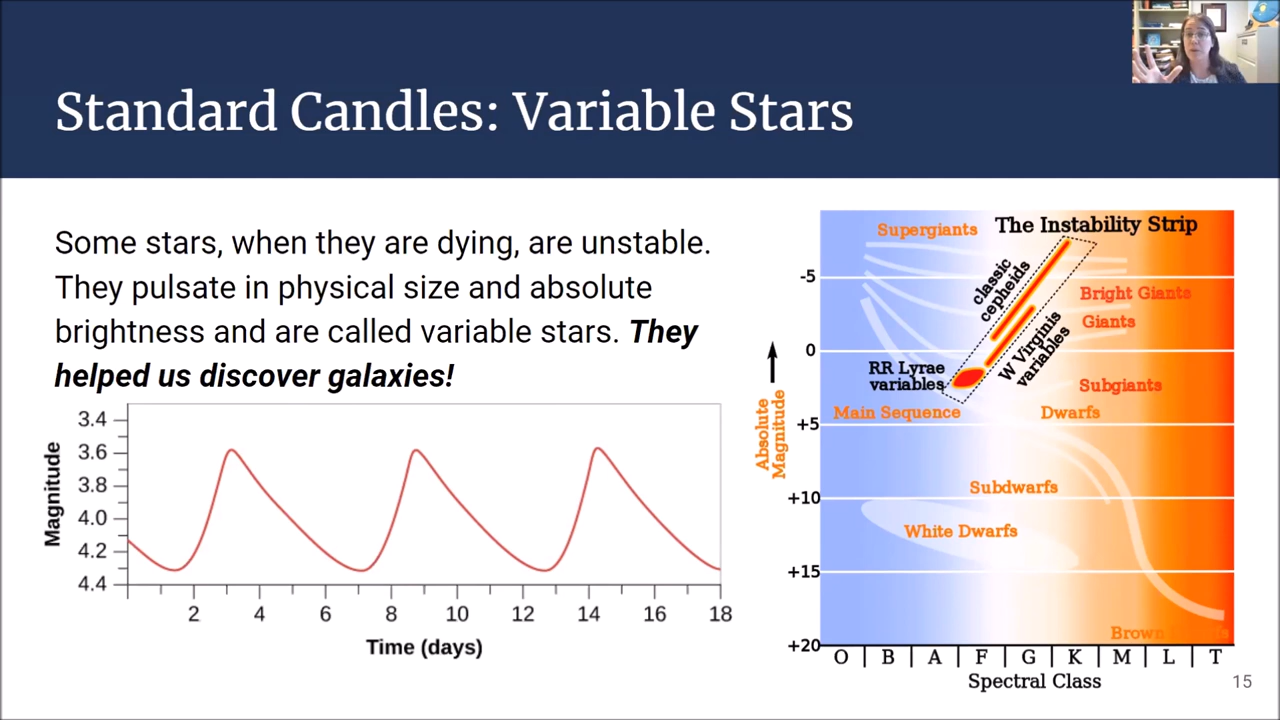 Standard Candles: Variable Stars
Some stars, when they are dying, are unstable.
They pulsate in physical size and absolute
brightness and are called variable stars. They
helped us discover galaxies!
3.4
3.6
3.8
4.0
4.2
4.4
Magnitude
2 4 6 8 10 12 14 16 18
Time (days)
The Instability Strip
Supergiants
classic
cepheids
Bright Giants
Giants
W Virginis
variables
RR Lyrae
variables
Subgiants
Main Sequence
Dwarfs
Subdwarfs
White Dwarfs
Brown
-5
0
+5
+10
+15
+20
Absolute
Magnitude
O | B | A | F | G | K | M | L | T
Spectral Class
15